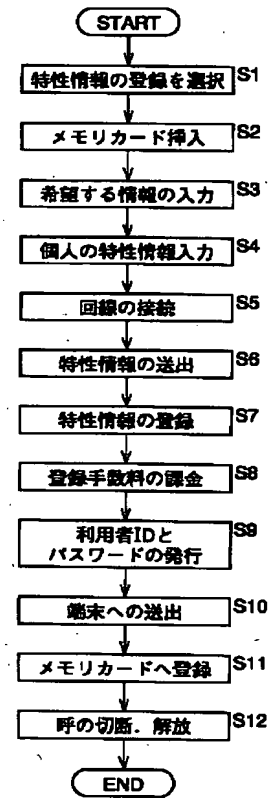 START
特性情報の登録を選択 S1
メモリカード挿入 S2
希望する情報の入力 S3
個人の特性情報入力 S4
回線の接続 S5
特性情報の送出 S6
特性情報の登録 S7
登録手数料の課金 S8
利用者IDと S9
パスワードの発行
端末への送出 S10
メモリカードへ登録 S11
呼の切断．解放 S12
END